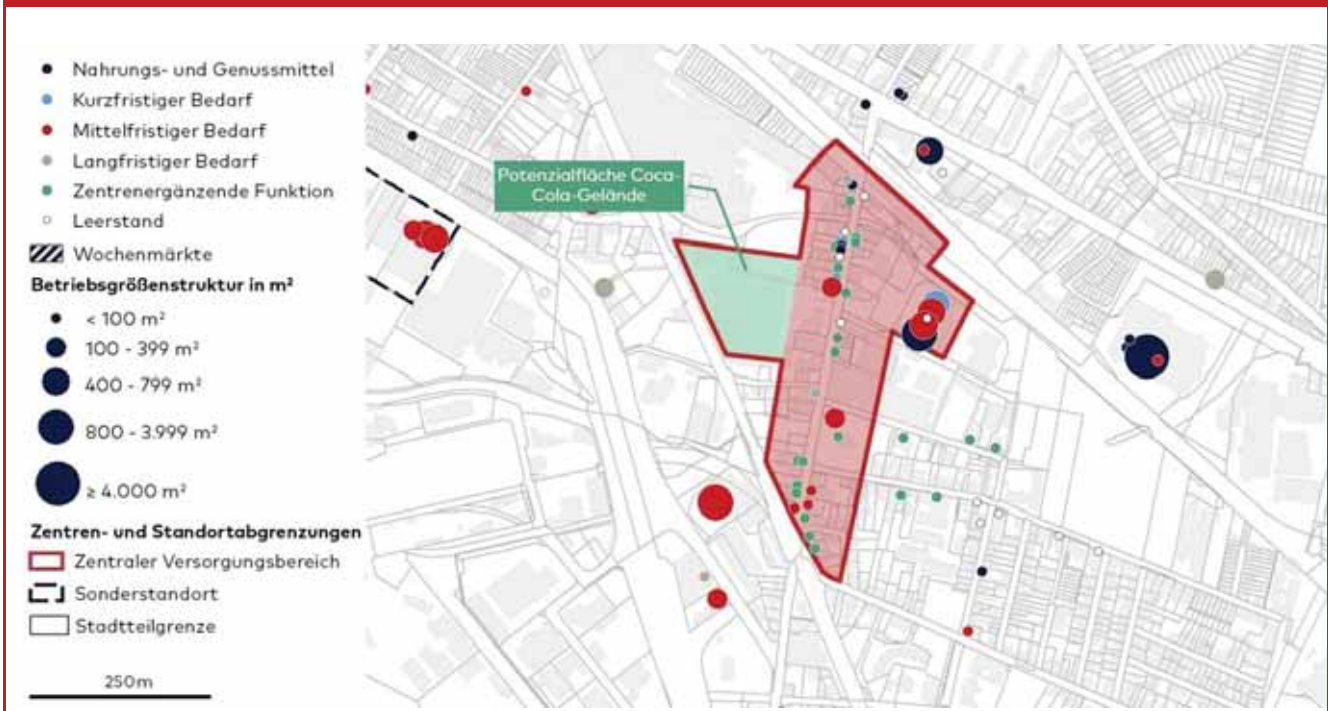 Nahrungs- und Genussmittel
Kurzfristiger Bedarf
Mittelfristiger Bedarf
Langfristiger Bedarf
Zentrenergänzende Funktion
Leerstand
Wochenmärkte
Betriebsgrößenstruktur in m²
< 100 m²
100 - 399 m²
400 - 799 m²
800 - 3.999 m²
≥ 4.000 m²
Zentren- und Standortabgrenzungen
Zentraler Versorgungsbereich
Sonderstandort
Stadtteilgrenze
250m
Potenzialfläche Coca-
Cola-Gelände